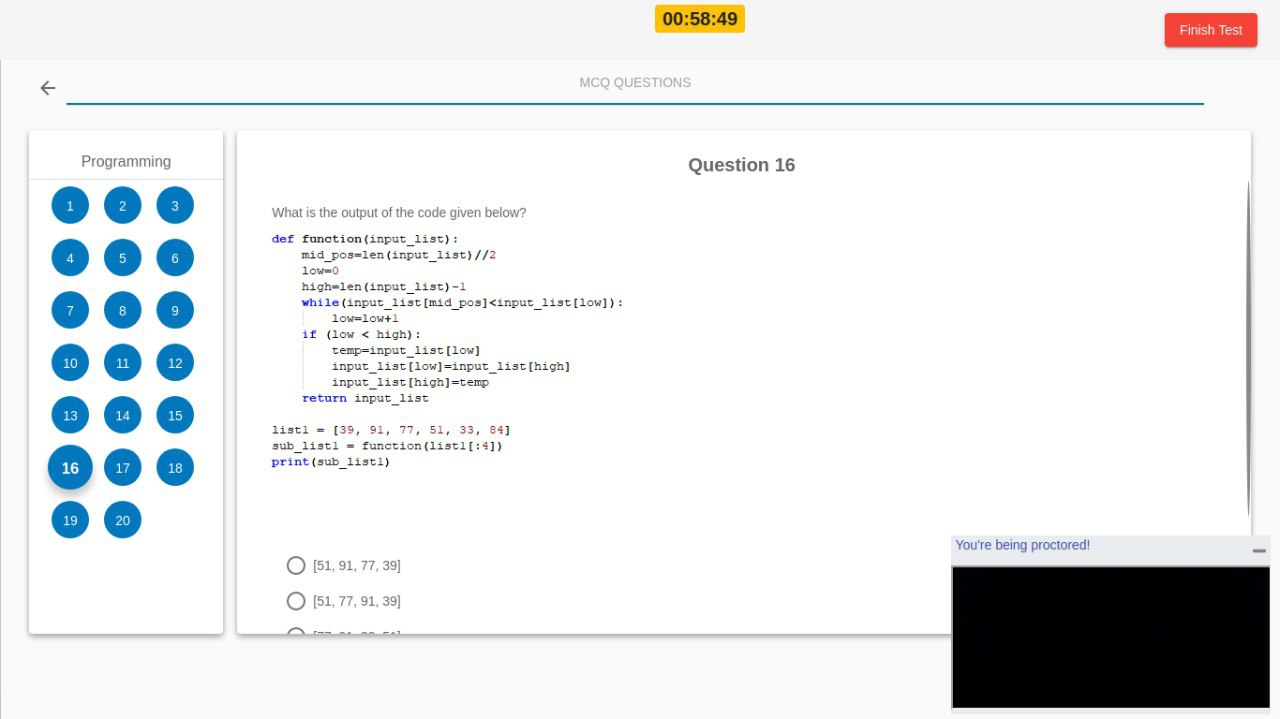 00:58:49
Finish Test
MCQ QUESTIONS
Programming
1 2 3
4 5 6
7 8 9
10 11 12
13 14 15
16 17 18
19 20
Question 16
What is the output of the code given below?
def function(input_list):
    mid_pos=len(input_list)//2
    low=0
    high=len(input_list)-1
    while(input_list[mid_pos]<input_list[low]):
        low=low+1
    if (low < high):
        temp=input_list[low]
        input_list[low]=input_list[high]
        input_list[high]=temp
    return input_list
list1 = [39, 91, 77, 51, 33, 84]
sub_list1 = function(list1[:4])
print(sub_list1)
[51, 91, 77, 39]
[51, 77, 91, 39]
You're being proctored!